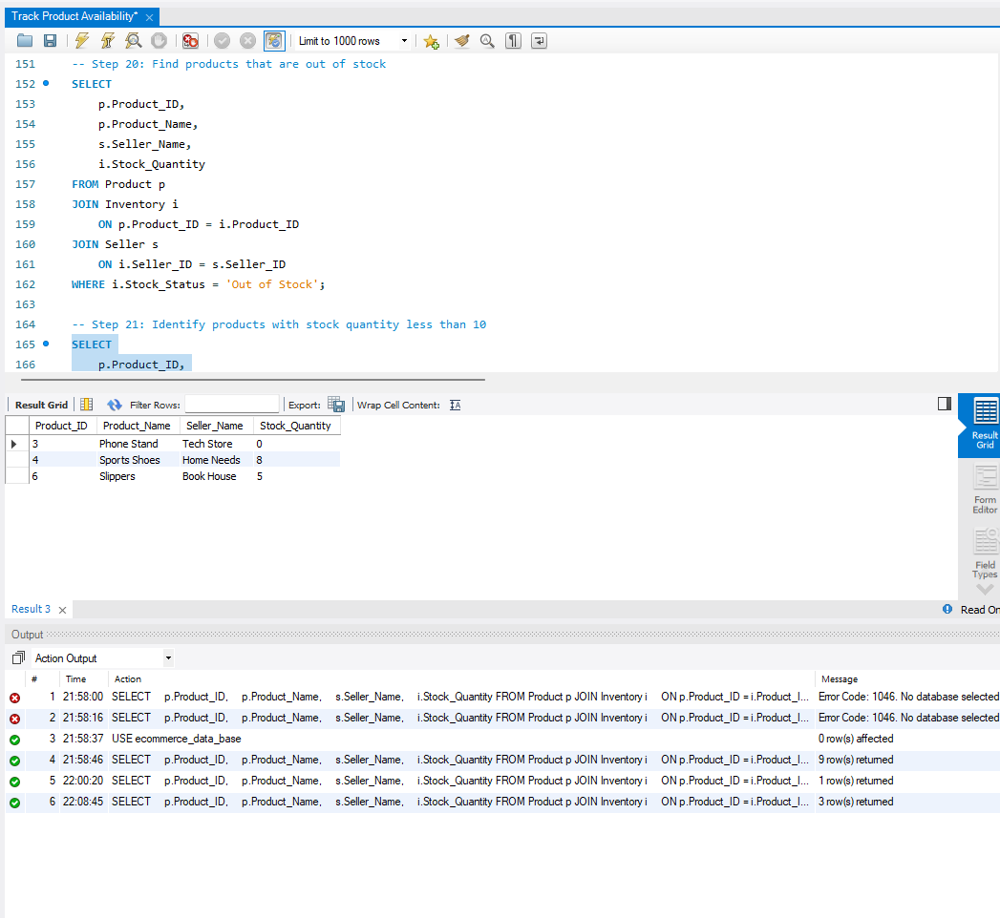 Track Product Availability*
Limit to 1000 rows
151 -- Step 20: Find products that are out of stock
152 SELECT
153 p.Product_ID,
154 p.Product_Name,
155 s.Seller_Name,
156 i.Stock_Quantity
157 FROM Product p
158 JOIN Inventory i
159 ON p.Product_ID = i.Product_ID
160 JOIN Seller s
161 ON i.Seller_ID = s.Seller_ID
162 WHERE i.Stock_Status = 'Out of Stock';
163
164 -- Step 21: Identify products with stock quantity less than 10
165 SELECT
166 p.Product_ID,
Result Grid Filter Rows: Export: Wrap Cell Content:
Product_ID Product_Name Seller_Name Stock_Quantity
3 Phone Stand Tech Store 0
4 Sports Shoes Home Needs 8
6 Slippers Book House 5
Result
Grid
Form
Editor
Field
Types
Result 3
Read On
Output
Action Output
# Time Action Message
1 21:58:00 SELECT p.Product_ID, p.Product_Name, s.Seller_Name, i.Stock_Quantity FROM Product p JOIN Inventory i ON p.Product_ID = i.Product_I... Error Code: 1046. No database selected
2 21:58:16 SELECT p.Product_ID, p.Product_Name, s.Seller_Name, i.Stock_Quantity FROM Product p JOIN Inventory i ON p.Product_ID = i.Product_I... Error Code: 1046. No database selected
3 21:58:37 USE ecommerce_data_base 0 row(s) affected
4 21:58:46 SELECT p.Product_ID, p.Product_Name, s.Seller_Name, i.Stock_Quantity FROM Product p JOIN Inventory i ON p.Product_ID = i.Product_I... 9 row(s) returned
5 22:00:20 SELECT p.Product_ID, p.Product_Name, s.Seller_Name, i.Stock_Quantity FROM Product p JOIN Inventory i ON p.Product_ID = i.Product_I... 1 row(s) returned
6 22:08:45 SELECT p.Product_ID, p.Product_Name, s.Seller_Name, i.Stock_Quantity FROM Product p JOIN Inventory i ON p.Product_ID = i.Product_I... 3 row(s) returned